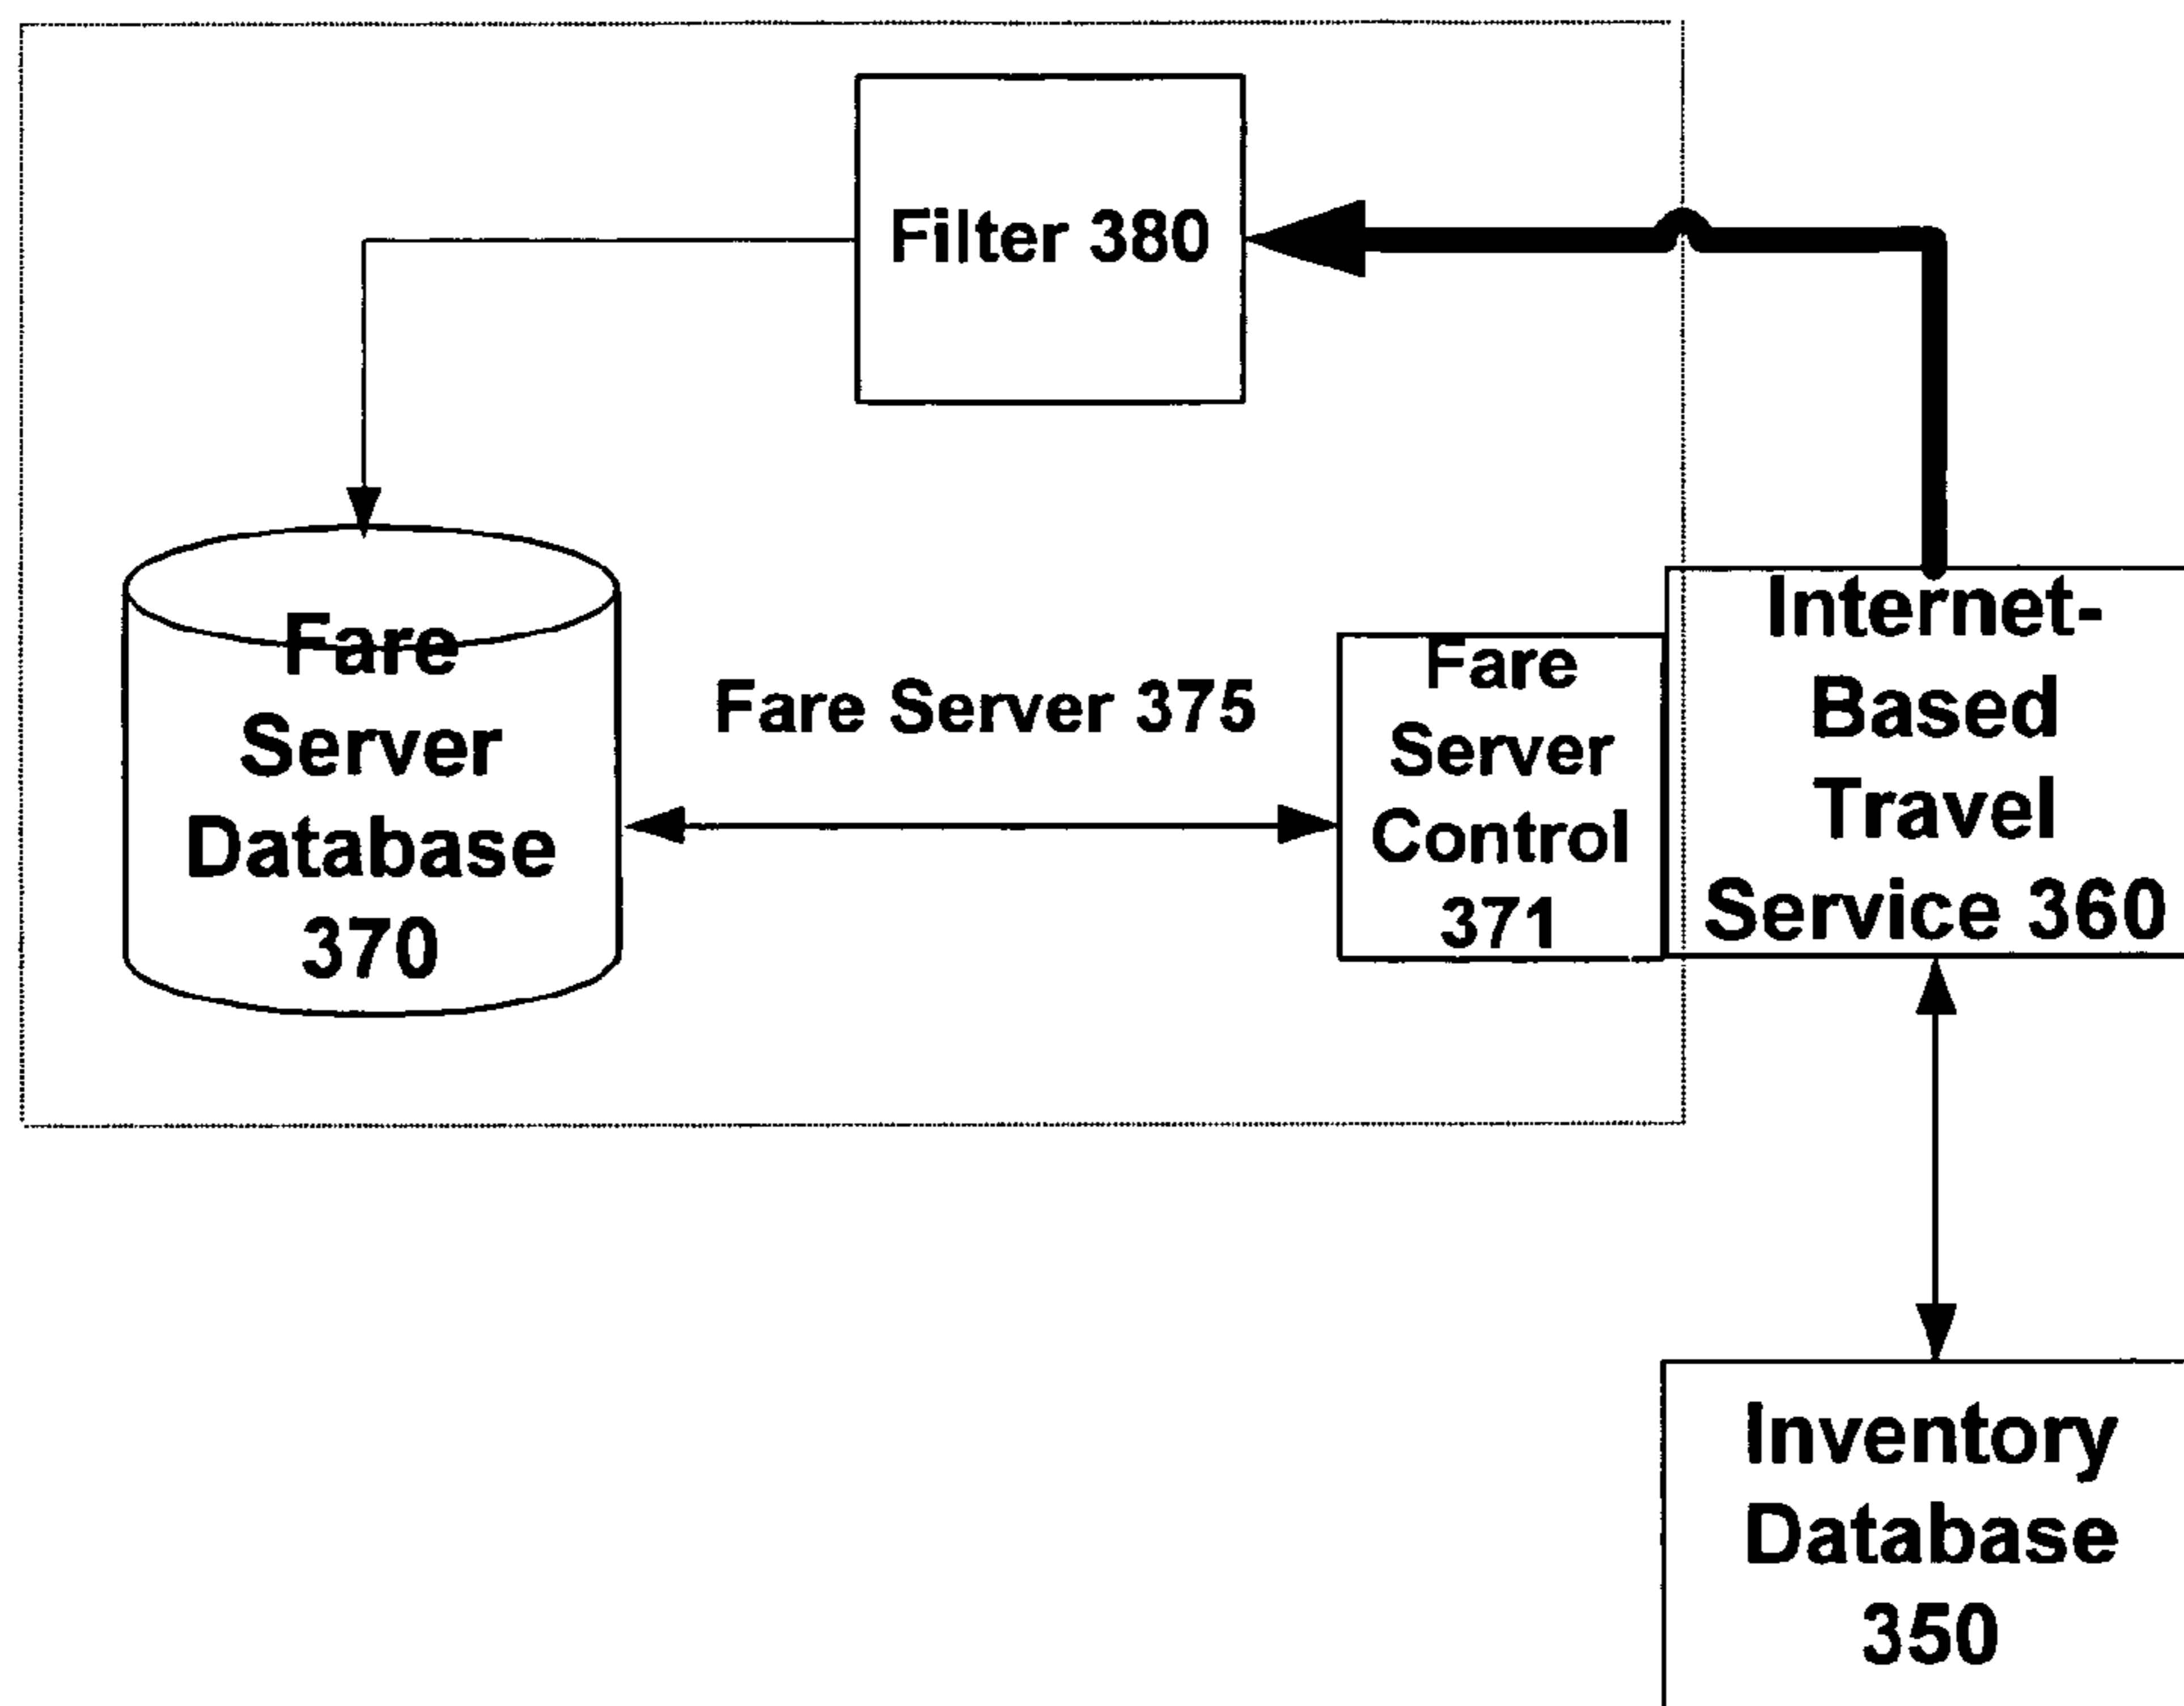 Filter 380
Fare
Server
Database
370
Fare Server 375
Fare
Server
Control
371
Internet-
Based
Travel
Service 360
Inventory
Database
350